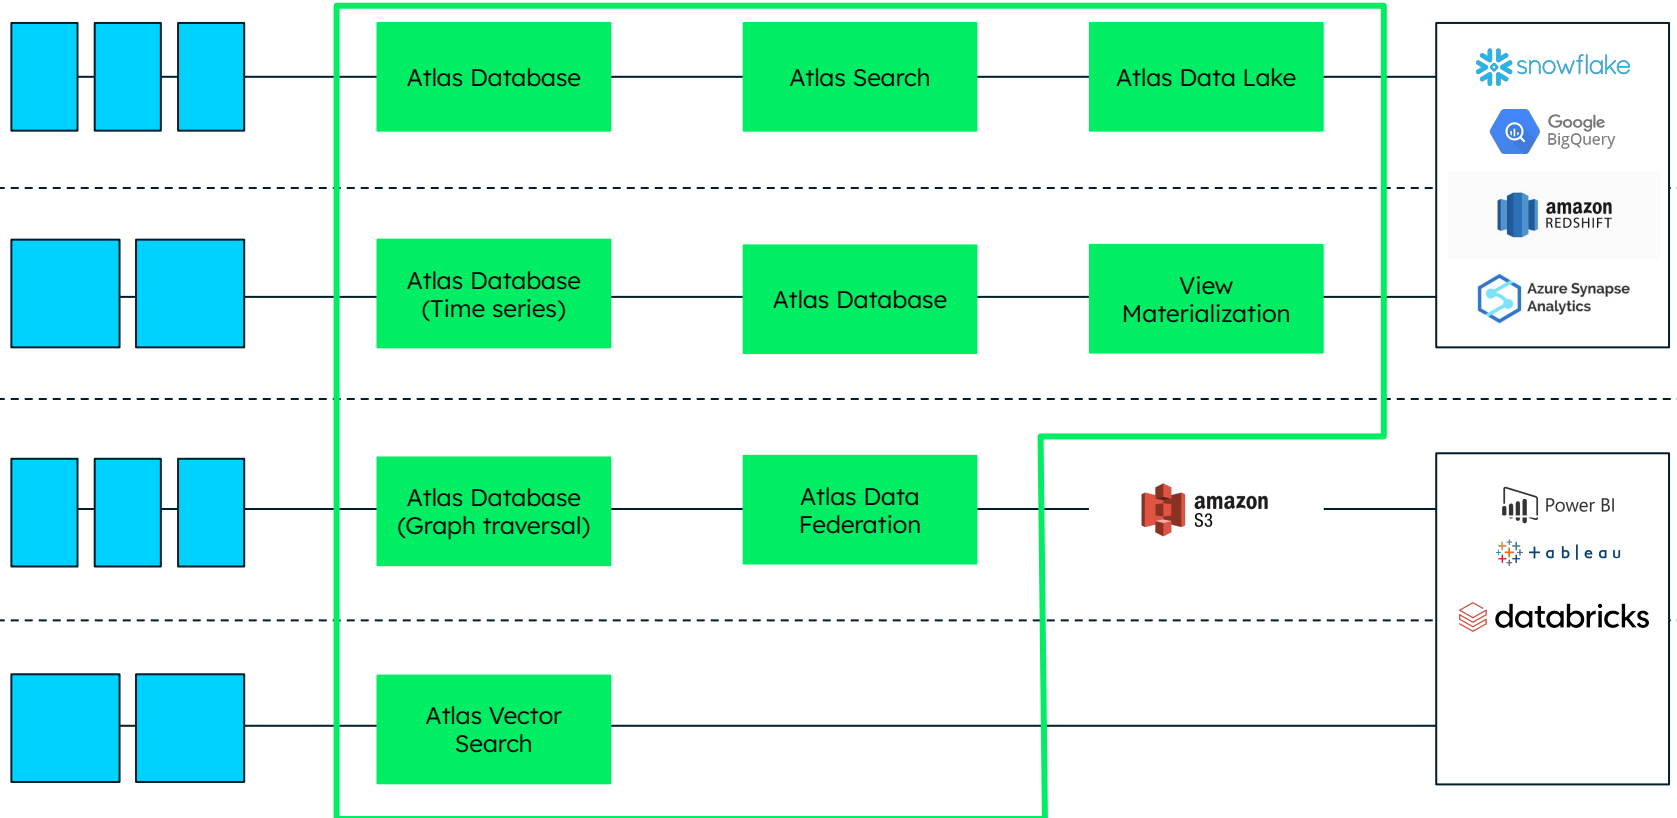 Atlas Database
Atlas Search
Atlas Data Lake
snowflake
Google
BigQuery
amazon
REDSHIFT
Atlas Database
(Time series)
Atlas Database
View
Materialization
Azure Synapse
Analytics
Atlas Database
(Graph traversal)
Atlas Data
Federation
amazon
S3
Power BI
+ableau
databricks
Atlas Vector
Search